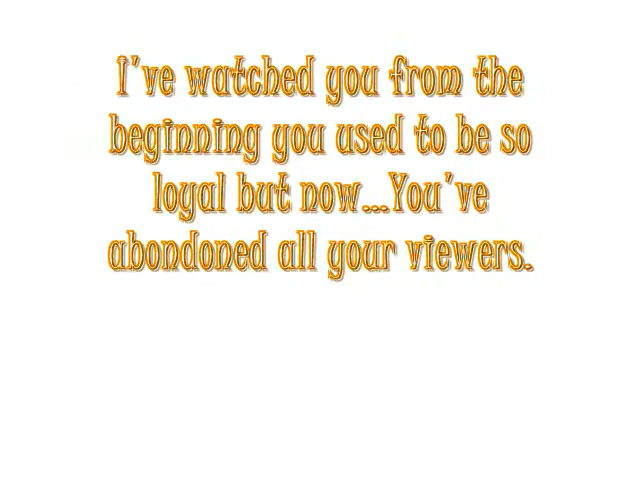 I've watched you from the
beginning you used to be so
loyal but now...You've
abondoned all your viewers.